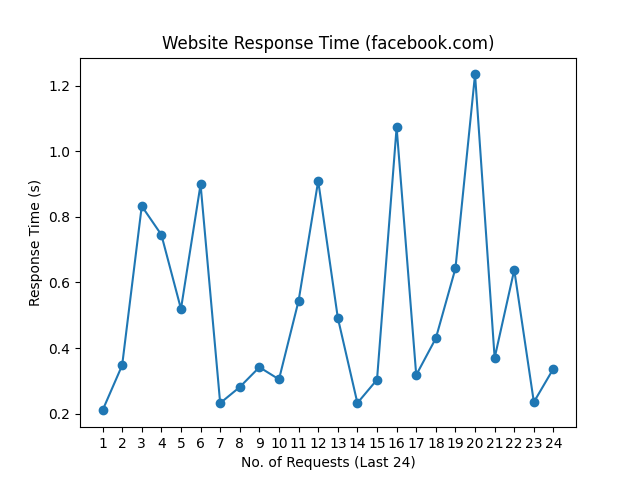 Website Response Time (facebook.com)
Response Time (s)
1.2
1.0
0.8
0.6
0.4
0.2
1 2 3 4 5 6 7 8 9 10 11 12 13 14 15 16 17 18 19 20 21 22 23 24
No. of Requests (Last 24)